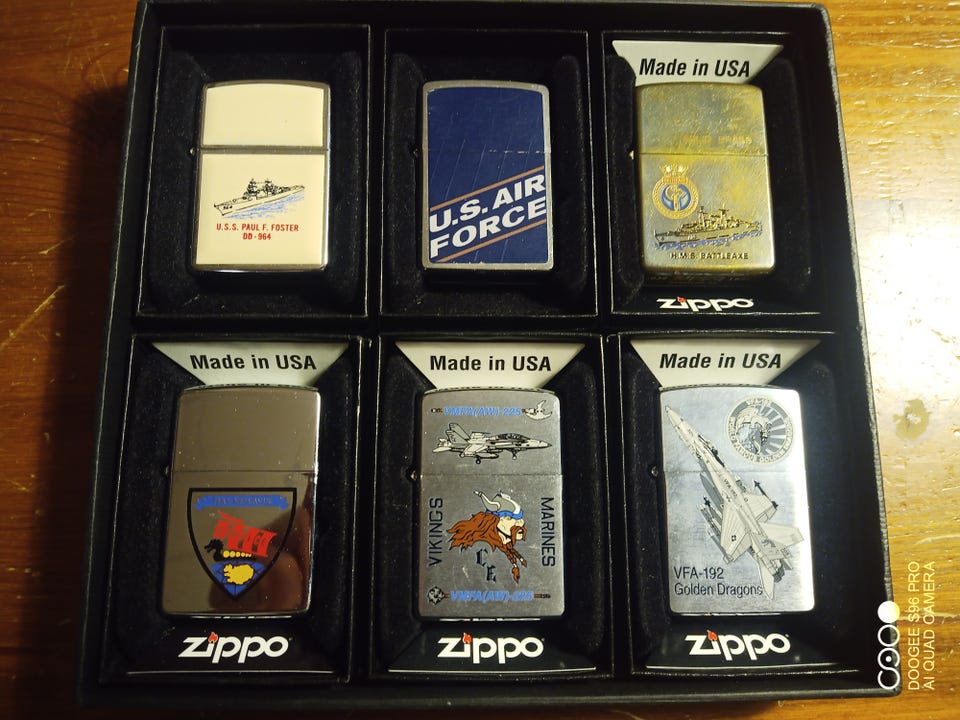 U.S.S. PAUL F. FOSTER
DD-964
U.S. AIR
FORCE
Made in USA
H.M.S. BATTLEAXE
zippo
Made in USA
zippo
Made in USA
VMFA(AW)-225
VIKINGS
MARINES
VMFA(AW)-225
zippo
Made in USA
VFA-192
Golden Dragons
zippo
DOOGEE S96 PRO
AI QUAD CAMERA